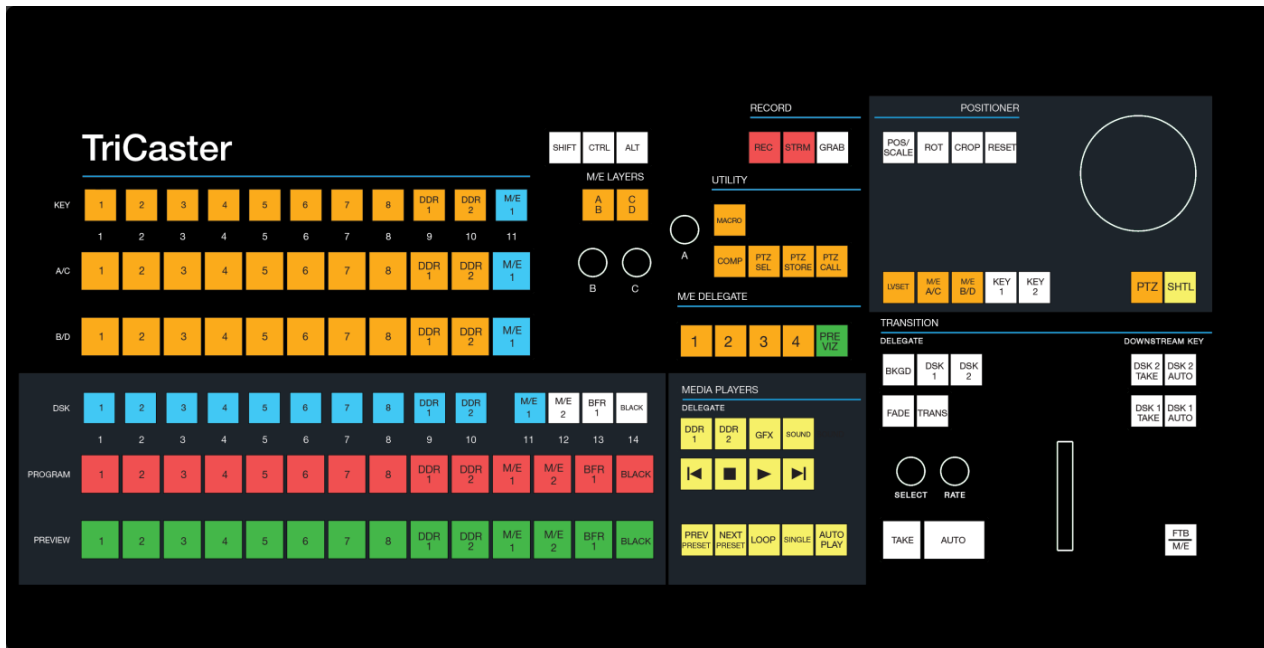 RECORD
POSITIONER
TriCaster
SHIFT CTRL ALT
REC STRM GRAB
POS/ SCALE ROT CROP RESET
M/E LAYERS
UTILITY
KEY 1 2 3 4 5 6 7 8 DDR 1 DDR 2 M/E 1
A B C D
MACRO
1 2 3 4 5 6 7 8 9 10 11
A
A/C 1 2 3 4 5 6 7 8 DDR 1 DDR 2 M/E 1
B C
COMP PTZ SEL PTZ STORE PTZ CALL
LVSET M/E A/C M/E B/D KEY 1 KEY 2
PTZ SHTL
M/E DELEGATE
B/D 1 2 3 4 5 6 7 8 DDR 1 DDR 2 M/E 1
1 2 3 4 PRE VIZ
TRANSITION
DELEGATE
DOWNSTREAM KEY
BKGD DSK 1 DSK 2
DSK 2 TAKE DSK 2 AUTO
FADE TRANS
DSK 1 TAKE DSK 1 AUTO
MEDIA PLAYERS
DELEGATE
DSK 1 2 3 4 5 6 7 8 DDR 1 DDR 2 M/E 1 M/E 2 BFR 1 BLACK
1 2 3 4 5 6 7 8 9 10 11 12 13 14
DDR 1 DDR 2 GFX SOUND
PROGRAM 1 2 3 4 5 6 7 8 DDR 1 DDR 2 M/E 1 M/E 2 BFR 1 BLACK
SELECT RATE
PREVIEW 1 2 3 4 5 6 7 8 DDR 1 DDR 2 M/E 1 M/E 2 BFR 1 BLACK
PREV PRESET NEXT PRESET LOOP SINGLE AUTO PLAY
TAKE AUTO
FTB M/E